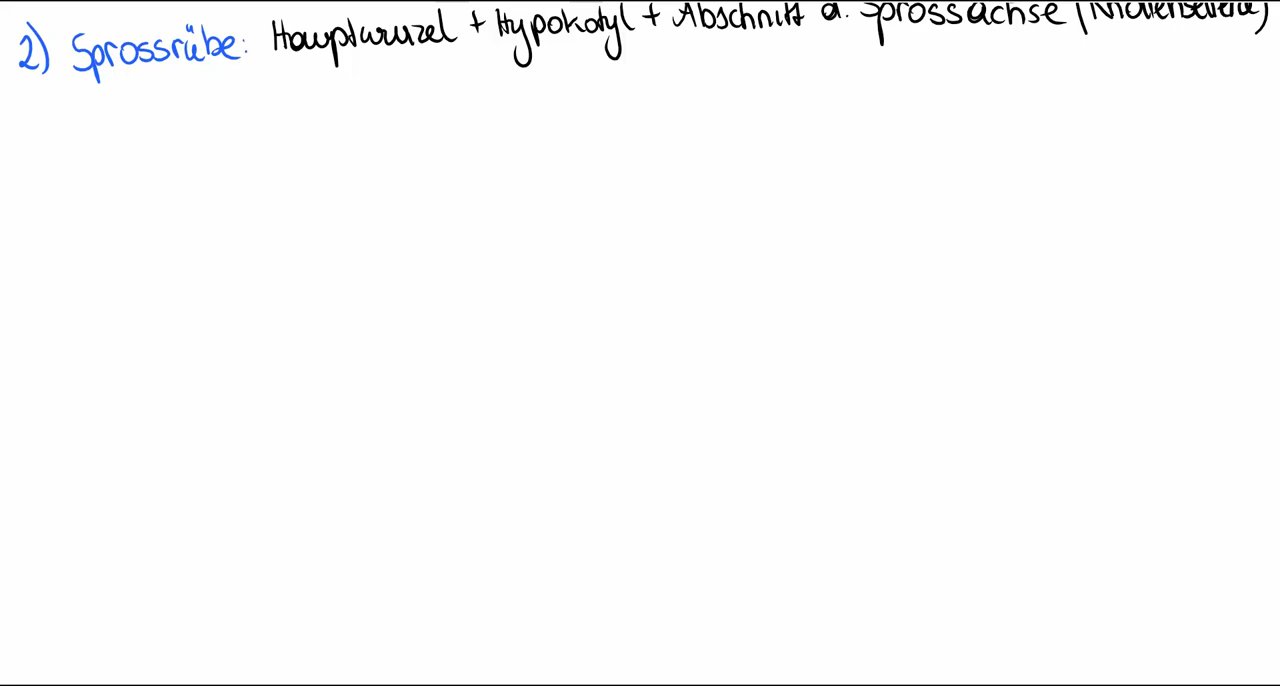 2) Sprossrübe: Hauptwurzel + Hypokotyl + Abschnitt d. Sprossachse